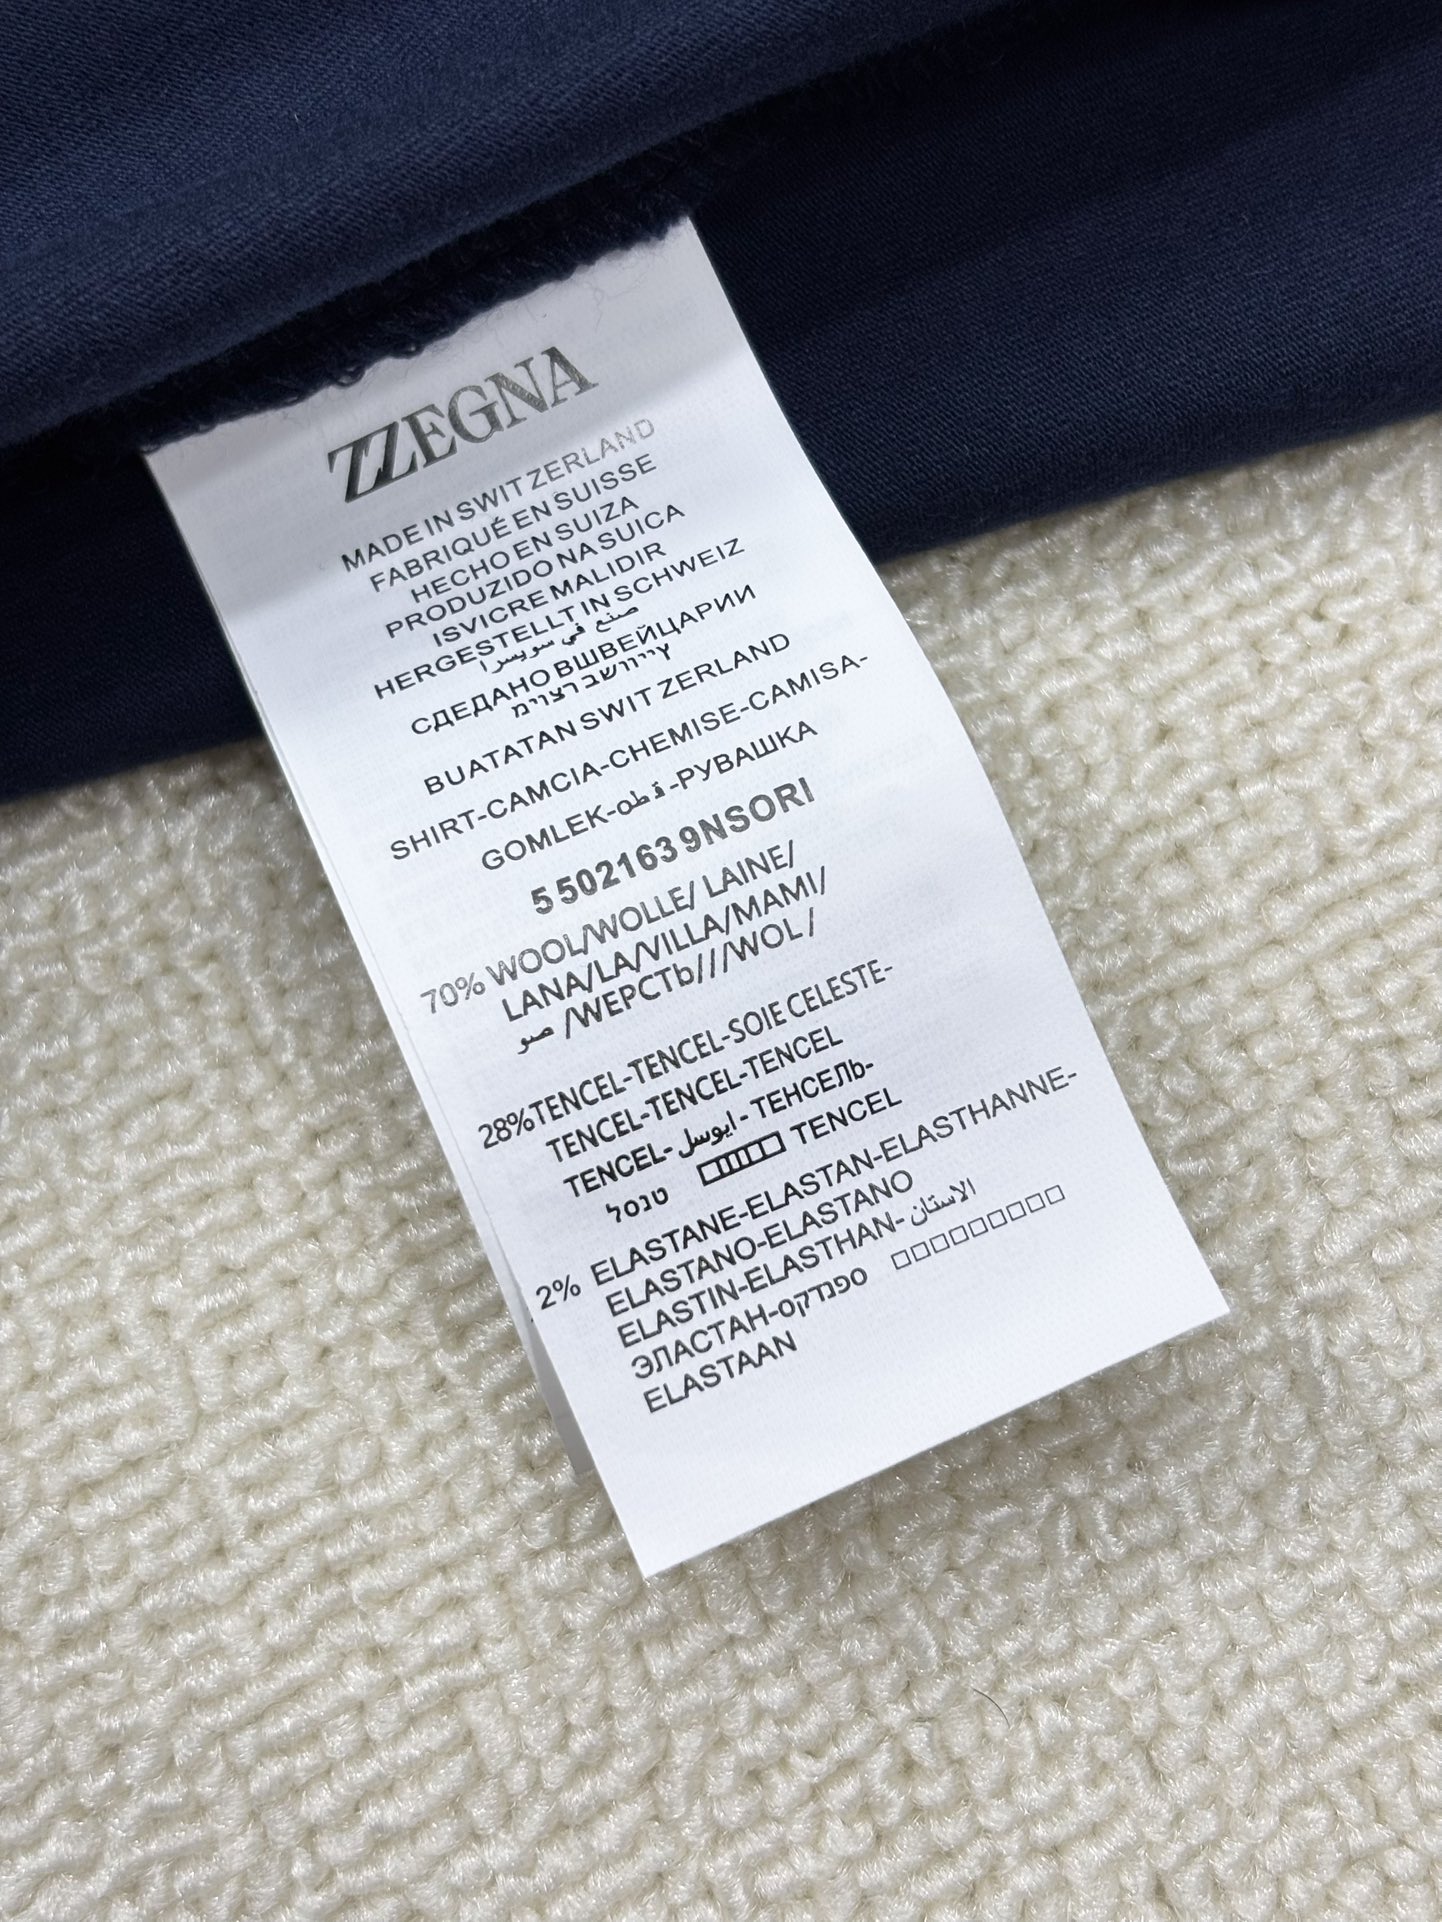 ZZEGNA
MADE IN SWIT ZERLAND
FABRIQUÉ EN SUISSE
HECHO EN SUIZA
PRODUZIDO NA SUICA
ISVICRE MALIDIR
HERGESTELLT IN SCHWEIZ
صنع في سويسرا
СДЕДАНО ВШВЕЙЦАРИИ
BUATATAN SWIT ZERLAND
SHIRT-CAMCIA-CHEMISE-CAMISA-
GOMLEK-قطه-РУВАШКА
5 502163 9NSORI
70% WOOL/WOLLE/ LAINE/
LANA/LA/VILLA/MAMI/
صو /WEPCTb///WOL /
28%TENCEL-TENCEL-SOIE CELESTE-
TENCEL-TENCEL-TENCEL
TENCEL-ايوسل - ТЕНСЕЛЬ-
טנסל □□□□□□ TENCEL
2% ELASTANE-ELASTAN-ELASTHANNE-
ELASTANO-ELASTANO
ELASTIN-ELASTHAN-الاستان
ЭЛАСТАН-ספנדקסס □□□□□□□□□
ELASTAAN